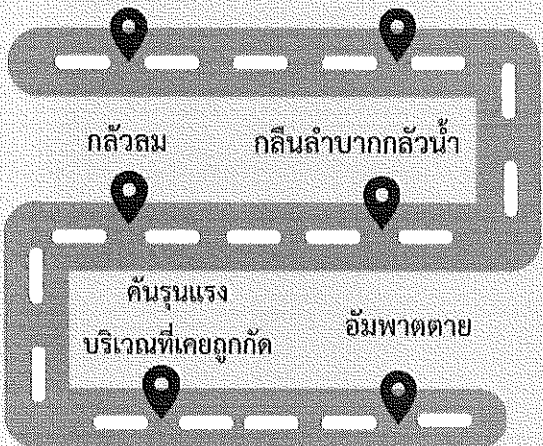 กลัวลม
กลืนลำบากกลัวน้ำ
คันรุนแรง
บริเวณที่เคยถูกกัด
อัมพาตตาย